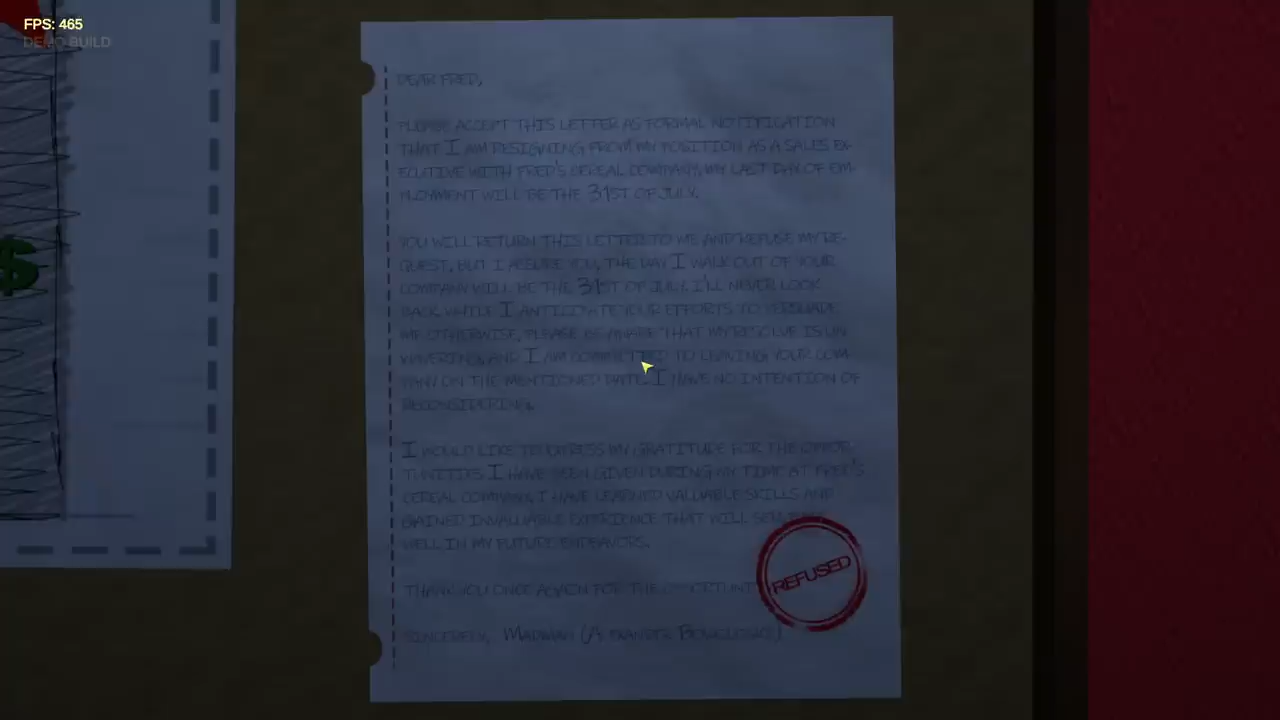 FPS: 465
DEMO BUILD
DEAR FRED,
PLEASE ACCEPT THIS LETTER AS FORMAL NOTIFICATION
THAT I AM RESIGNING FROM MY POSITION AS A SALES EX-
ECUTIVE WITH FRED'S CEREAL COMPANY, MY LAST DAY OF EM-
PLOYMENT WILL BE THE 31ST OF JULY.
YOU WILL RETURN THIS LETTER TO ME AND REFUSE MY RE-
QUEST, BUT I ASSURE YOU, THE DAY I WALK OUT OF YOUR
COMPANY WILL BE THE 31ST OF JULY. I'LL NEVER LOOK
BACK WHILE I ANTICIPATE YOUR EFFORTS TO PERSUADE
ME OTHERWISE, PLEASE BE AWARE THAT MY RESOLVE IS UN
WAVERING, AND I AM COMMITTED TO LEAVING YOUR COM-
PANY ON THE MENTIONED DATE. I HAVE NO INTENTION OF
RECONSIDERING.
I WOULD LIKE TO EXPRESS MY GRATITUDE FOR THE OPPOR-
TUNITIES I HAVE BEEN GIVEN DURING MY TIME AT FRED'S
CEREAL COMPANY. I HAVE LEARNED VALUABLE SKILLS AND
GAINED INVALUABLE EXPERIENCE THAT WILL
WELL IN MY FUTURE ENDEAVORS.
THANK YOU ONCE AGAIN FOR THE
REFUSED
SINCERELY, MADMAN
$